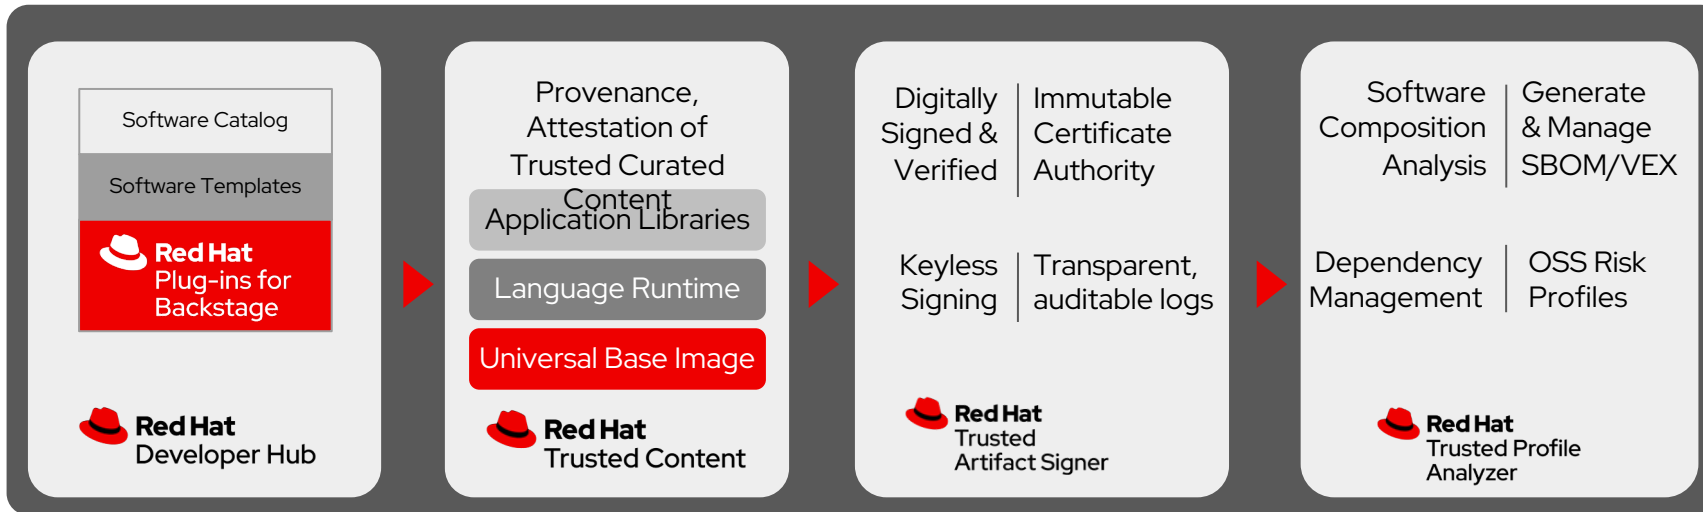 Software Catalog
Software Templates
Red Hat
Plug-ins for
Backstage
Red Hat
Developer Hub
Provenance,
Attestation of
Trusted Curated
Content
Application Libraries
Language Runtime
Universal Base Image
Red Hat
Trusted Content
Digitally
Signed &
Verified
Immutable
Certificate
Authority
Keyless
Signing
Transparent,
auditable logs
Red Hat
Trusted
Artifact Signer
Software
Composition
Analysis
Generate
& Manage
SBOM/VEX
Dependency
Management
OSS Risk
Profiles
Red Hat
Trusted Profile
Analyzer